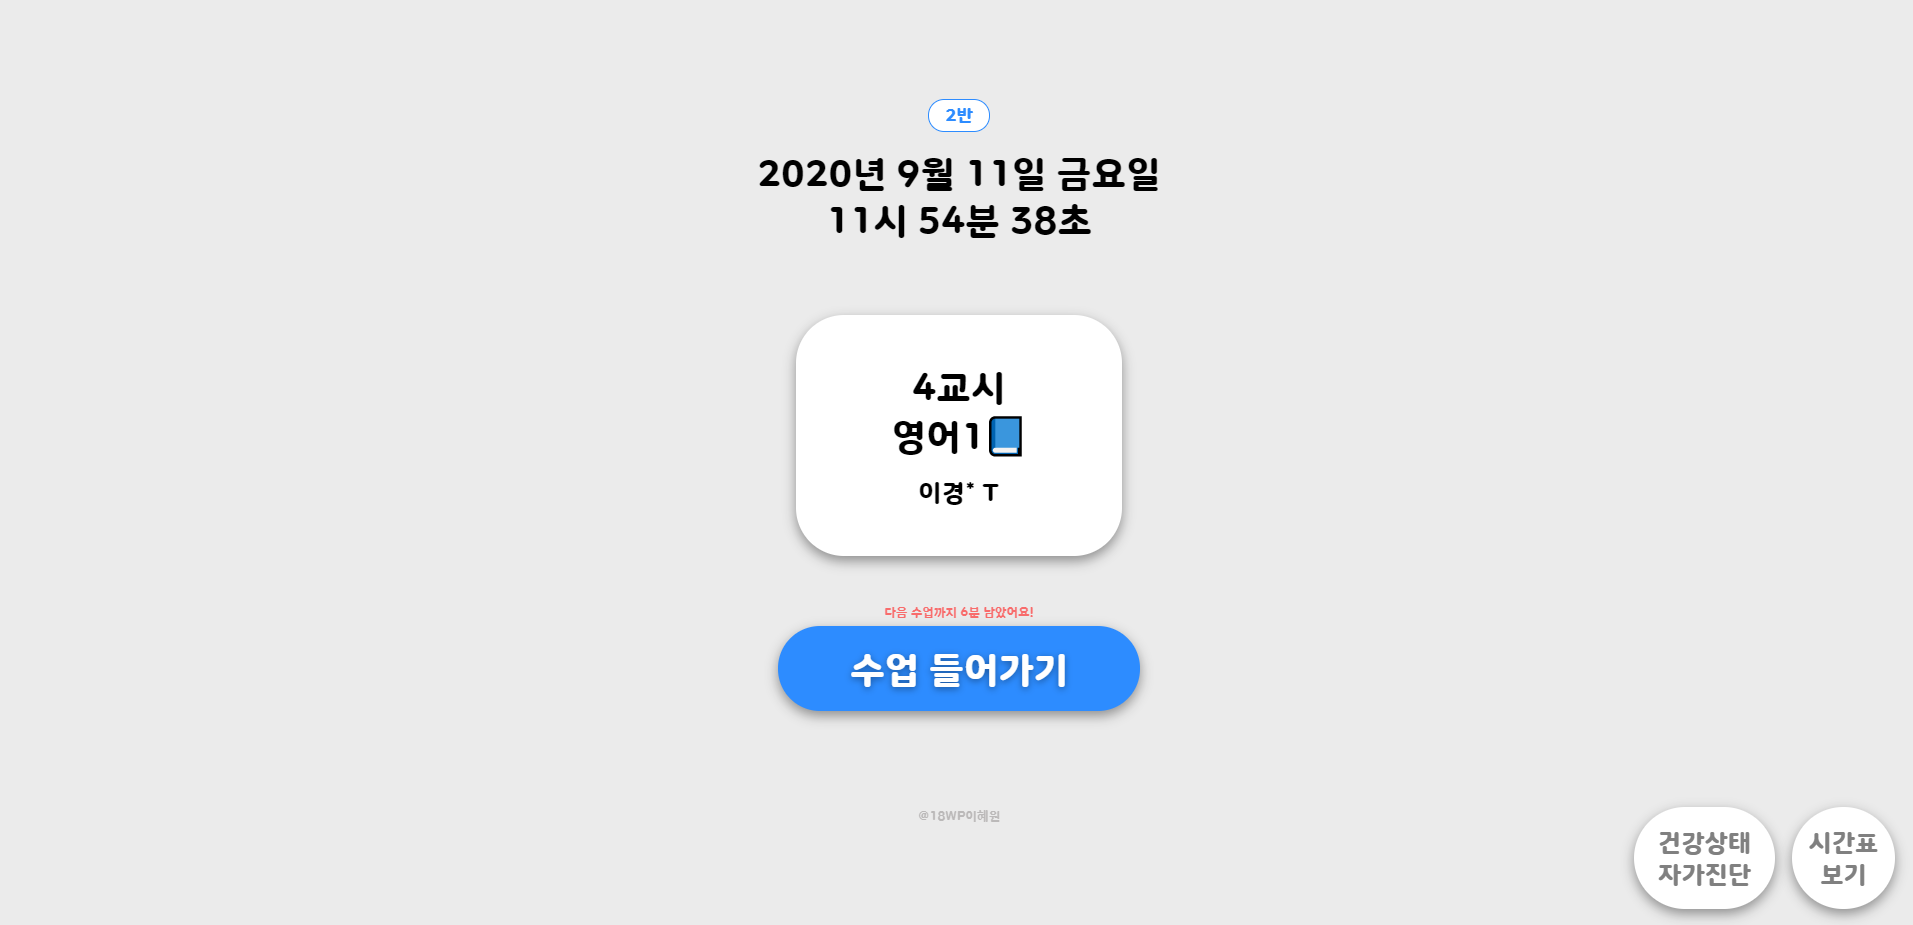 2반
2020년 9월 11일 금요일
11시 54분 38초
4교시
영어1📘
이경* T
다음 수업까지 6분 남았어요!
수업 들어가기
@18WP이혜원
건강상태
자가진단
시간표
보기